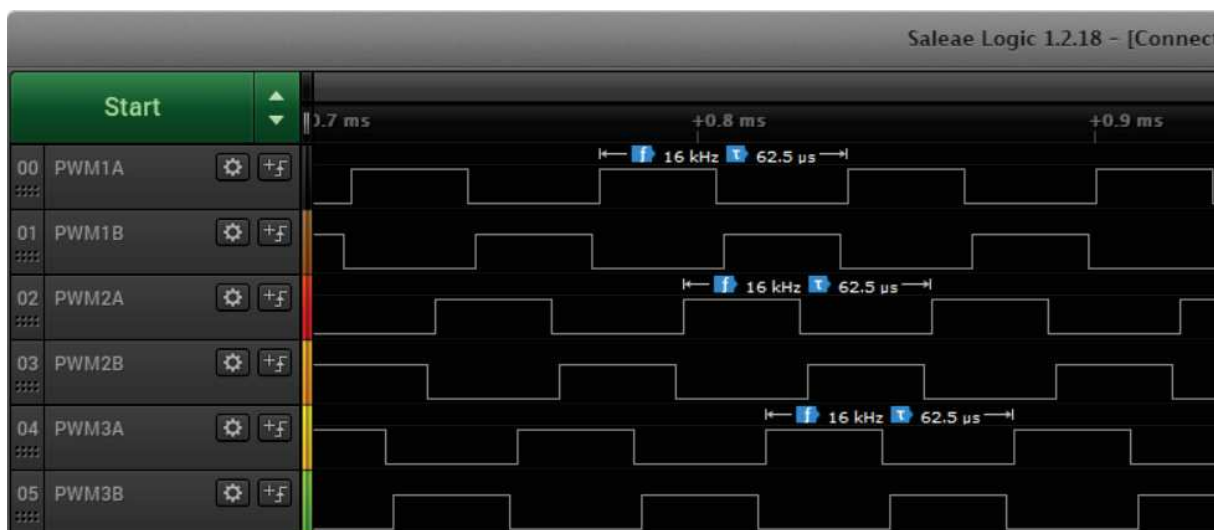 Saleae Logic 1.2.18 - [Connect
Start
0.7 ms
+0.8 ms
+0.9 ms
00 PWM1A
f 16 kHz τ 62.5 µs
01 PWM1B
02 PWM2A
f 16 kHz τ 62.5 µs
03 PWM2B
04 PWM3A
f 16 kHz τ 62.5 µs
05 PWM3B